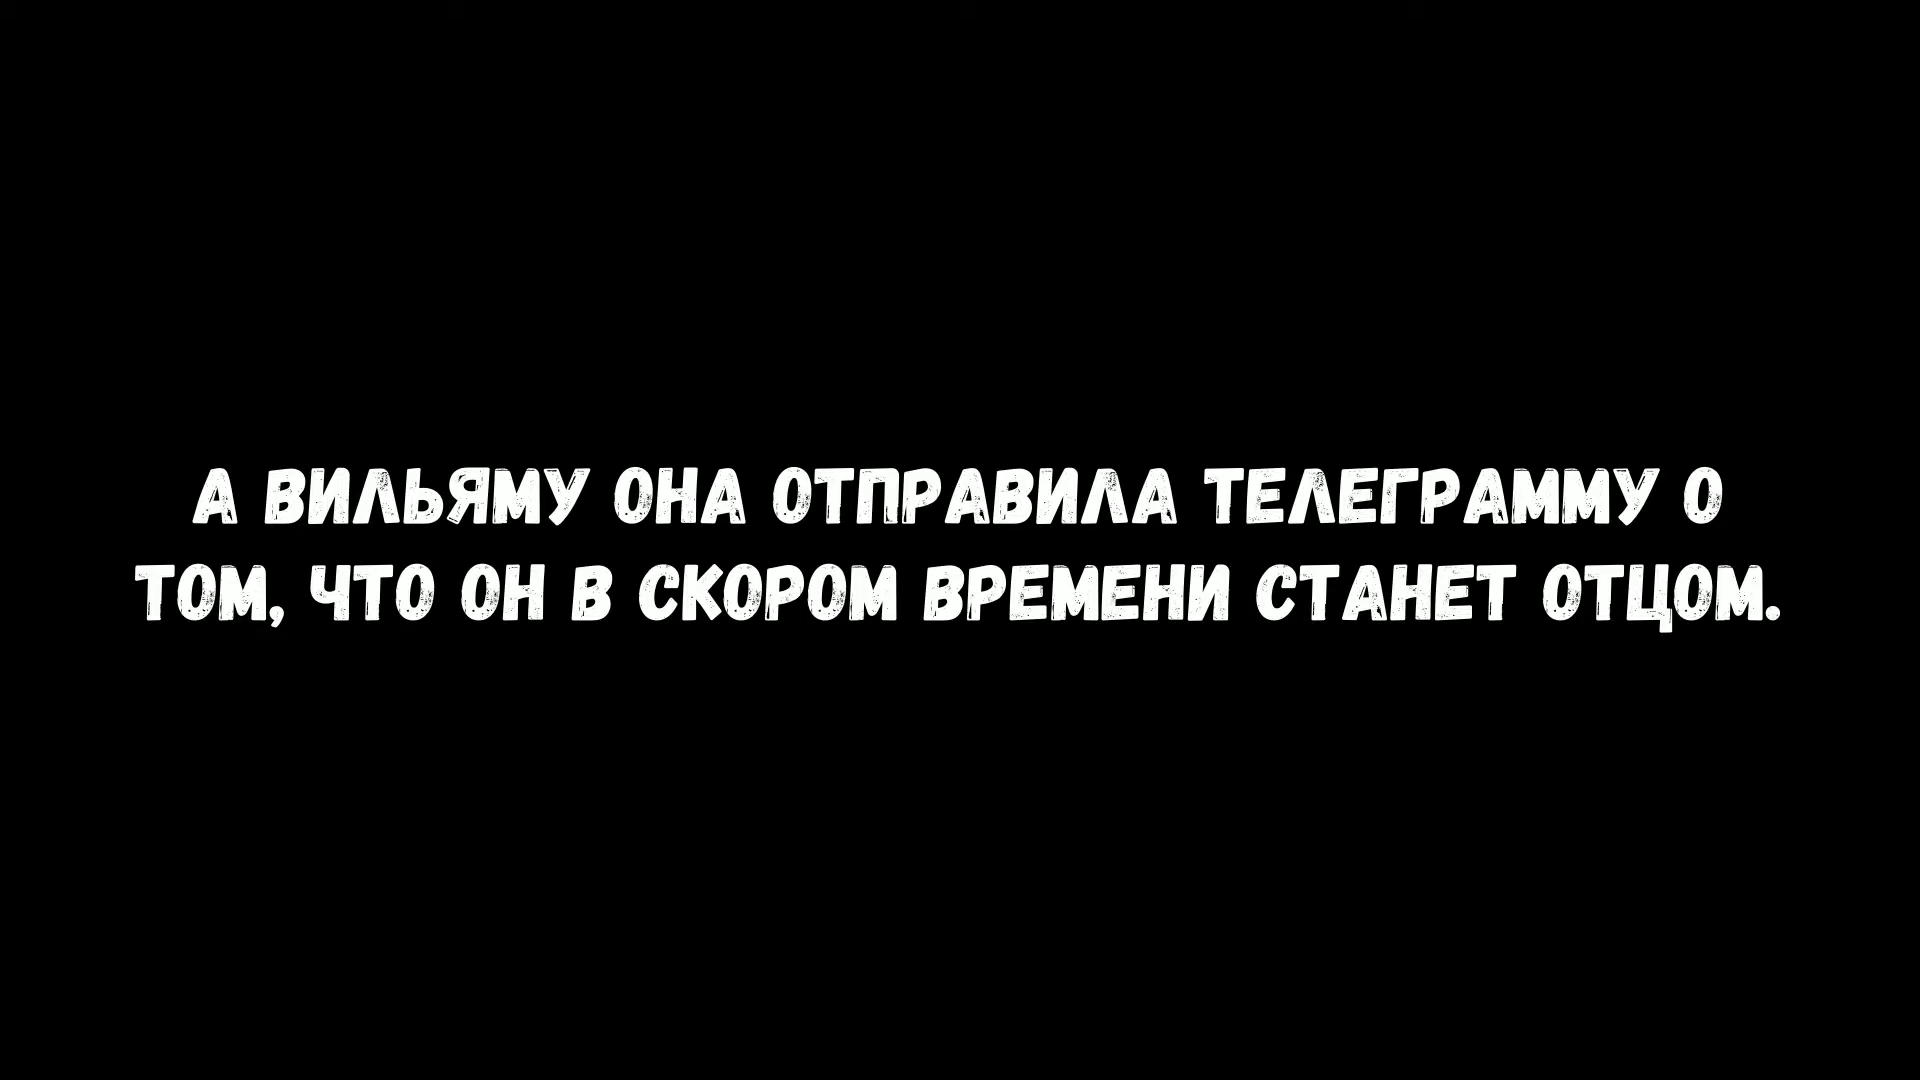 А ВИЛЬЯМУ ОНА ОТПРАВИЛА ТЕЛЕГРАММУ О
ТОМ, ЧТО ОН В СКОРОМ ВРЕМЕНИ СТАНЕТ ОТЦОМ.